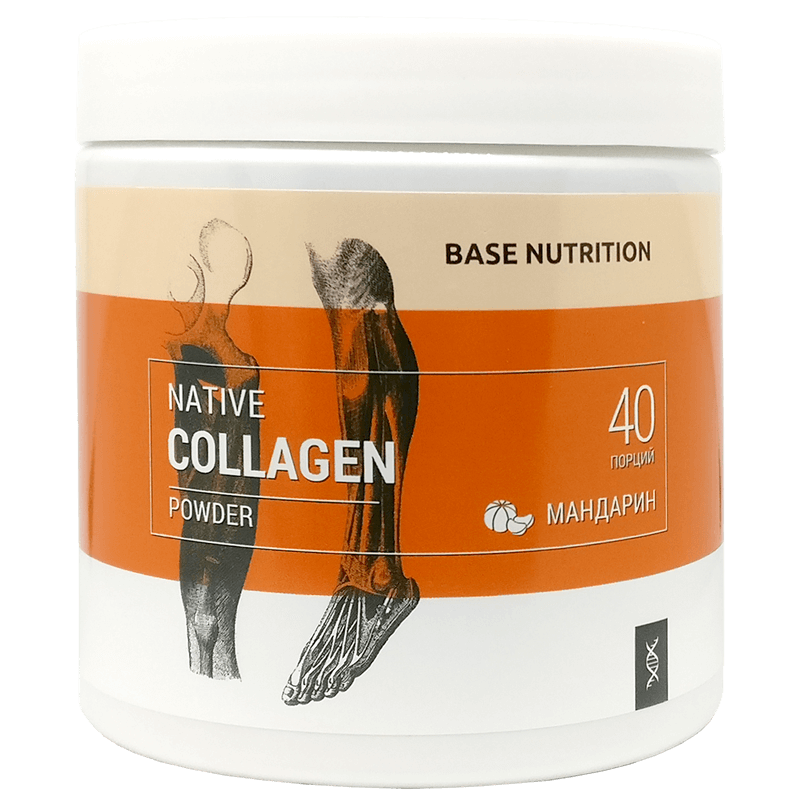 BASE NUTRITION
NATIVE
COLLAGEN
POWDER
40
ПОРЦИЙ
МАНДАРИН